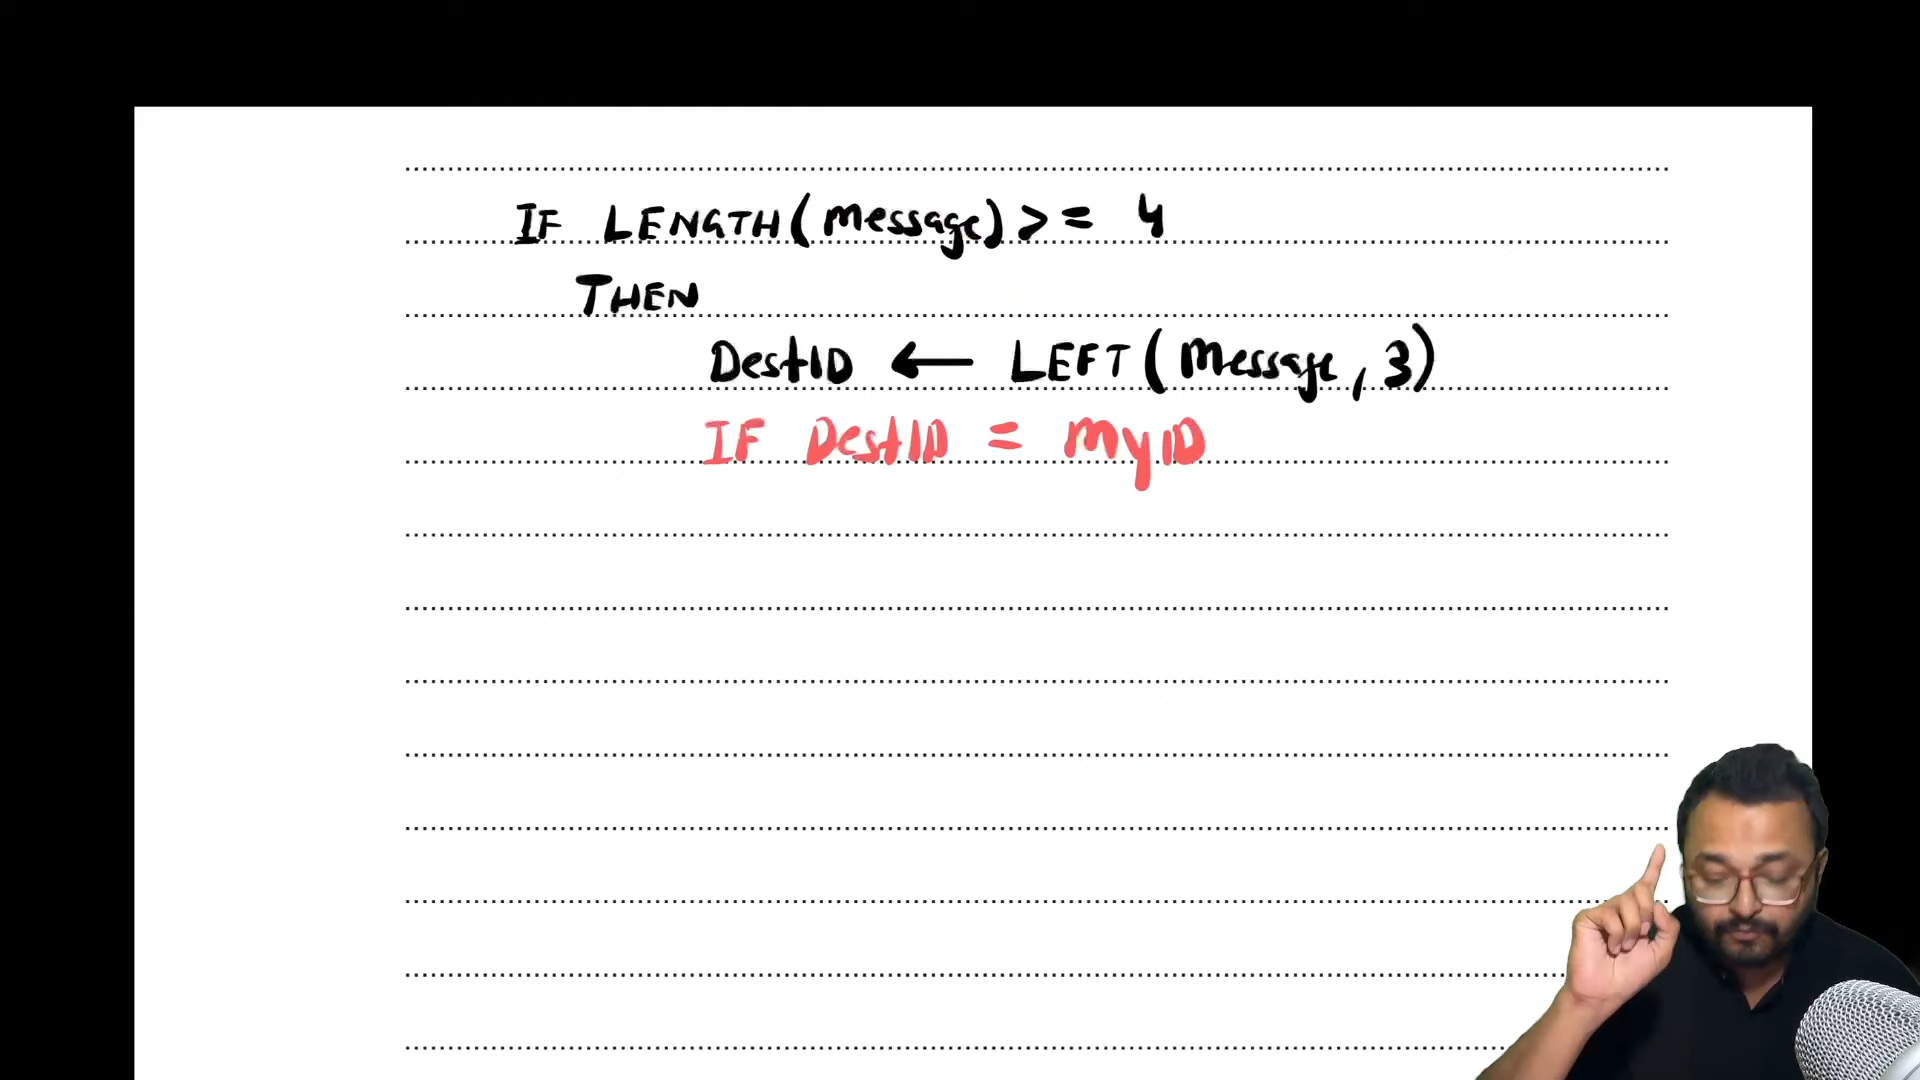 IF LENGTH(message) >= 4
THEN
DestID ← LEFT(Message, 3)
IF DestID = myID